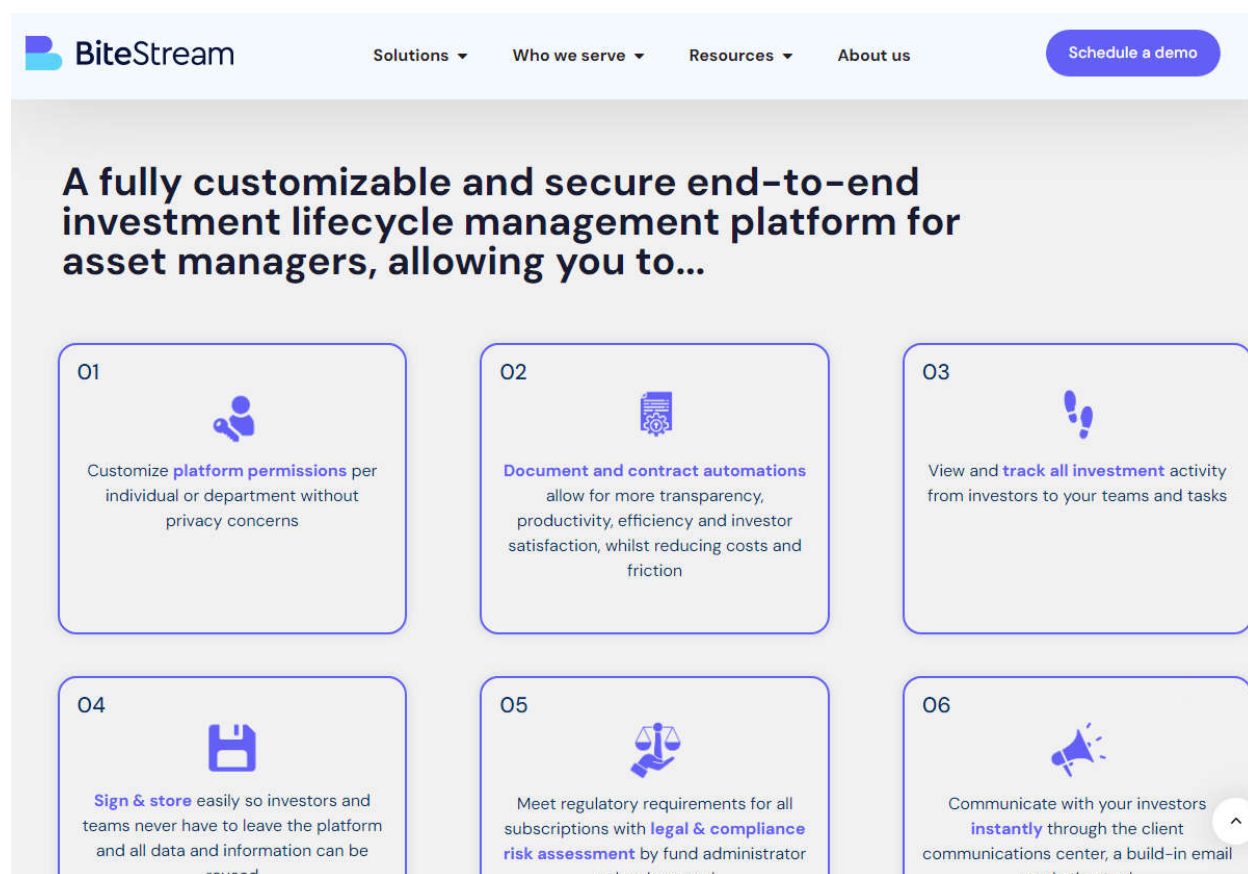 BiteStream
Solutions
Who we serve
Resources
About us
Schedule a demo
A fully customizable and secure end-to-end
investment lifecycle management platform for
asset managers, allowing you to...
01
Customize platform permissions per
individual or department without
privacy concerns
02
Document and contract automations
allow for more transparency,
productivity, efficiency and investor
satisfaction, whilst reducing costs and
friction
03
View and track all investment activity
from investors to your teams and tasks
04
Sign & store easily so investors and
teams never have to leave the platform
and all data and information can be
05
Meet regulatory requirements for all
subscriptions with legal & compliance
risk assessment by fund administrator
06
Communicate with your investors
instantly through the client
communications center, a build-in email